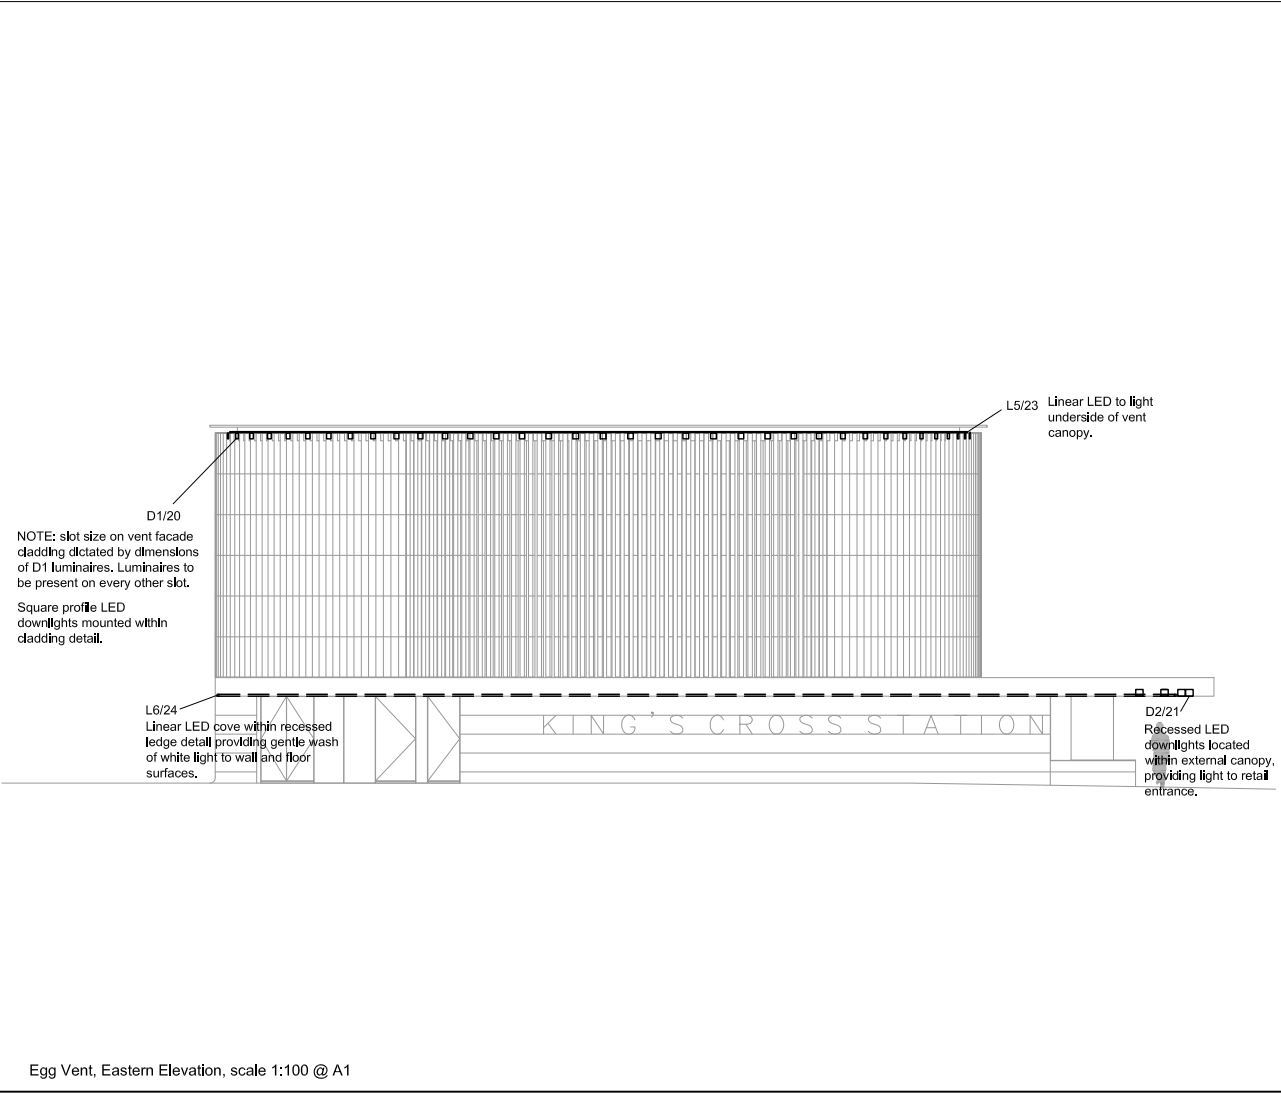 L5/23
Linear LED to light
underside of vent
canopy.
D1/20
NOTE: slot size on vent facade
cladding dictated by dimensions
of D1 luminaires. Luminaires to
be present on every other slot.
Square profile LED
downlights mounted within
cladding detail.
L6/24
Linear LED cove within recessed
ledge detail providing gentle wash
of white light to wall and floor
surfaces.
KING'S CROSS STATION
D2/21
Recessed LED
downlights located
within external canopy,
providing light to retail
entrance.
Egg Vent, Eastern Elevation, scale 1:100 @ A1